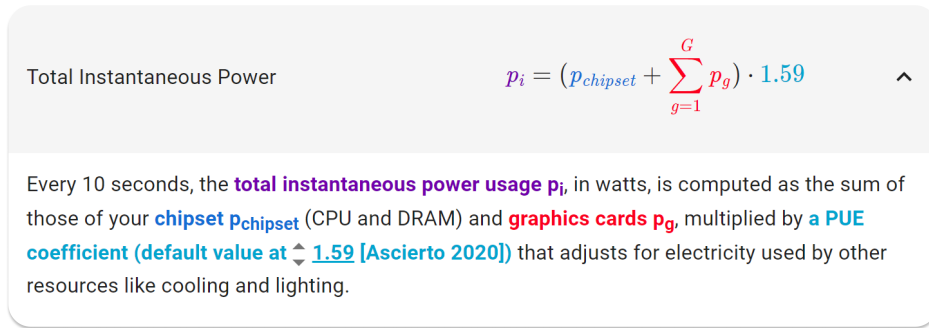 Total Instantaneous Power
p_i = (p_chipset + ∑_{g=1}^{G} p_g) · 1.59
Every 10 seconds, the total instantaneous power usage p_i, in watts, is computed as the sum of
those of your chipset p_chipset (CPU and DRAM) and graphics cards p_g, multiplied by a PUE
coefficient (default value at 1.59 [Ascierto 2020]) that adjusts for electricity used by other
resources like cooling and lighting.